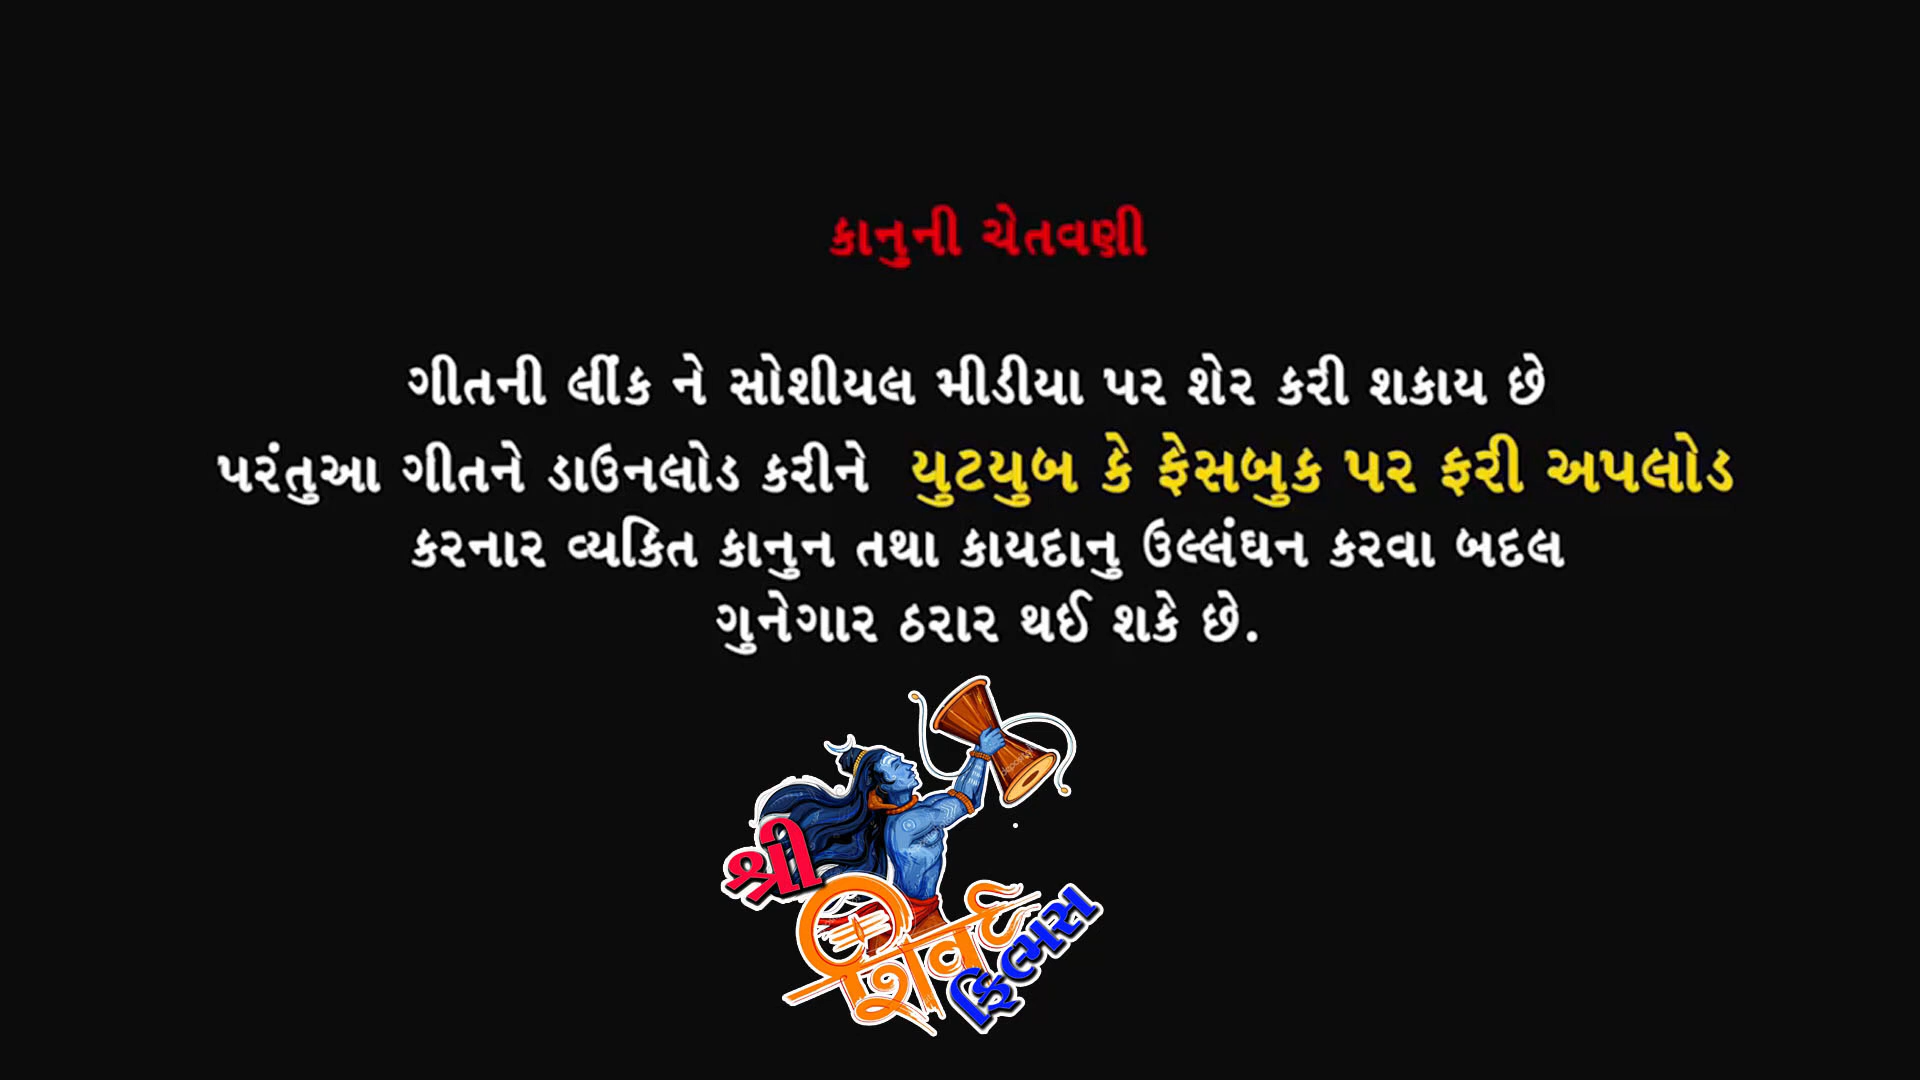 કાનુની ચેતવણી
ગીતની લીંક ને સોશીયલ મીડીયા પર શેર કરી શકાય છે
પરંતુઆ ગીતને ડાઉનલોડ કરીને યુટયુબ કે ફેસબુક પર ફરી અપલોડ
કરનાર વ્યકિત કાનુન તથા કાયદાનુ ઉલ્લંઘન કરવા બદલ
ગુનેગાર ઠરાર થઈ શકે છે.
શ્રી
ફિલ્મસ